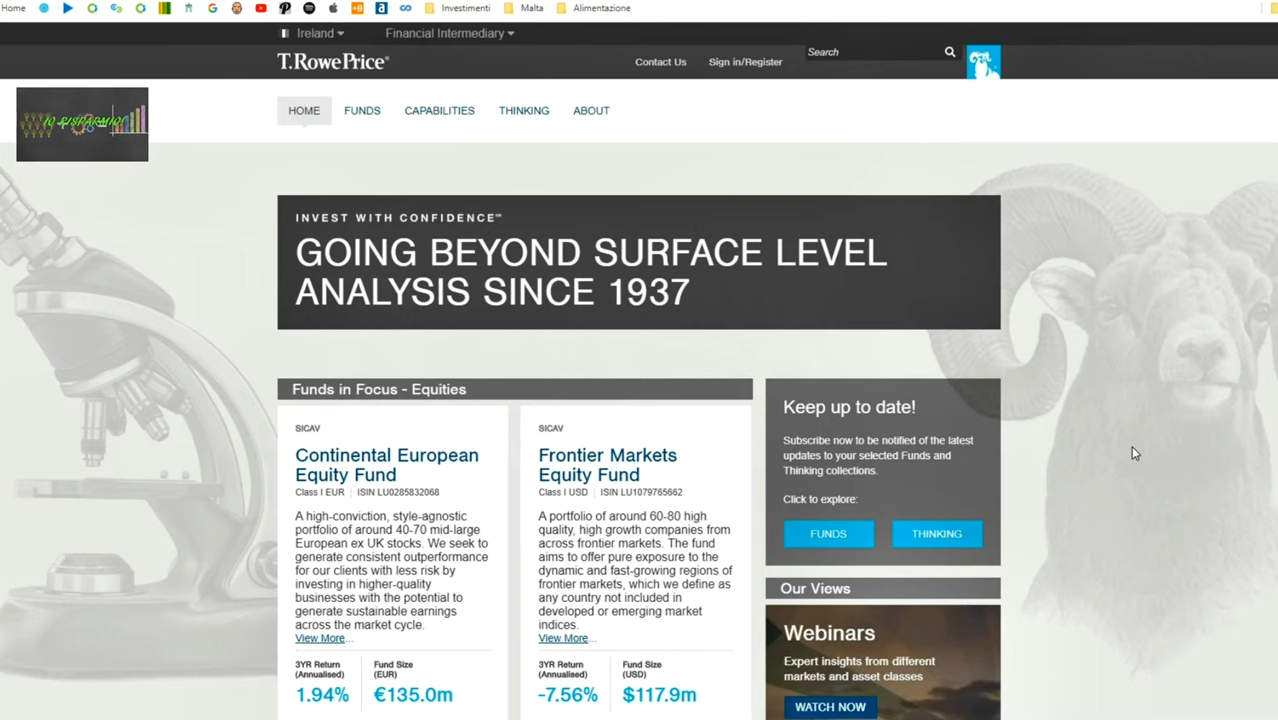 Home
Investimenti
Malta
Alimentazione
Ireland
Financial Intermediary
T.RowePrice®
Contact Us
Sign in/Register
Search
IO RISPARMIO!
HOME
FUNDS
CAPABILITIES
THINKING
ABOUT
INVEST WITH CONFIDENCE℠
GOING BEYOND SURFACE LEVEL
ANALYSIS SINCE 1937
Funds in Focus - Equities
SICAV
Continental European
Equity Fund
Class I EUR | ISIN LU0285832068
A high-conviction, style-agnostic
portfolio of around 40-70 mid-large
European ex UK stocks. We seek to
generate consistent outperformance
for our clients with less risk by
investing in higher-quality
businesses with the potential to
generate sustainable earnings
across the market cycle.
View More...
3YR Return
(Annualised)
1.94%
Fund Size
(EUR)
€135.0m
SICAV
Frontier Markets
Equity Fund
Class I USD | ISIN LU1079765662
A portfolio of around 60-80 high
quality, high growth companies from
across frontier markets. The fund
aims to offer pure exposure to the
dynamic and fast-growing regions of
frontier markets, which we define as
any country not included in
developed or emerging market
indices.
View More...
3YR Return
(Annualised)
-7.56%
Fund Size
(USD)
$117.9m
Keep up to date!
Subscribe now to be notified of the latest
updates to your selected Funds and
Thinking collections.
Click to explore:
FUNDS
THINKING
Our Views
Webinars
Expert insights from different
markets and asset classes
WATCH NOW